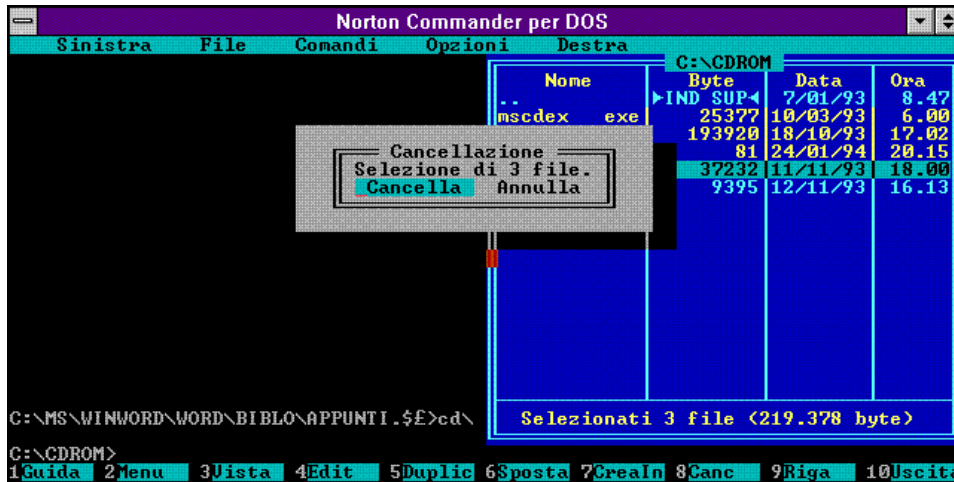 Norton Commander per DOS
Sinistra File Comandi Opzioni Destra
C:\CDROM
Nome Byte Data Ora
.. ►IND SUP◄ 7/01/93 8.47
mscdex exe 25377 10/03/93 6.00
193920 18/10/93 17.02
81 24/01/94 20.15
37232 11/11/93 18.00
9395 12/11/93 16.13
Cancellazione
Selezione di 3 file.
Cancella Annulla
C:\MS\WINWORD\WORD\BIBLO\APPUNTI.$£>cd\
Selezionati 3 file (219.378 byte)
C:\CDROM>
1Guida 2Menu 3Vista 4Edit 5Duplic 6Sposta 7CreaIn 8Canc 9Riga 10Uscita